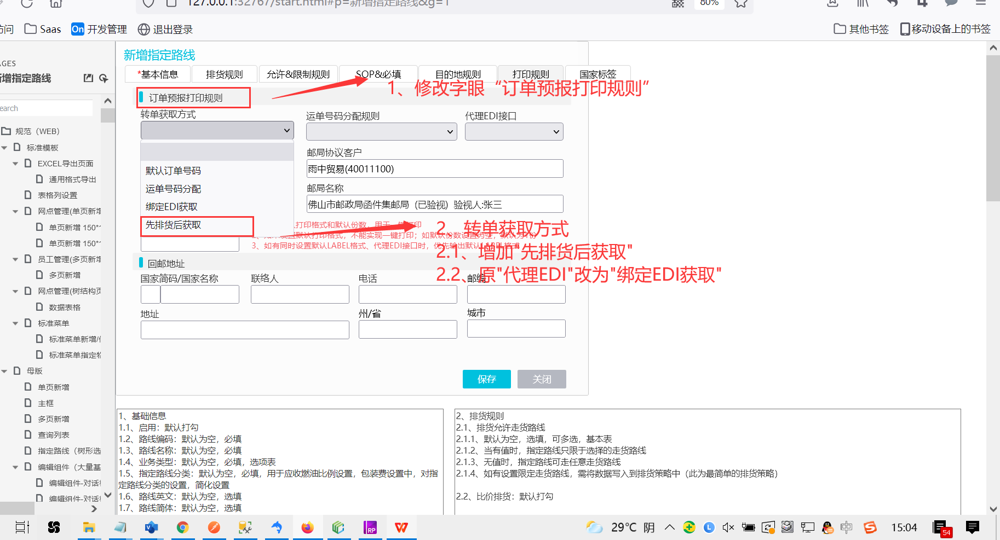 127.0.0.1:32767/start.html#p=新增指定路线&g=1
80%
访问
Saas
On 开发管理
退出登录
其他书签
移动设备上的书签
AGES
新增指定路线
earch
规范（WEB）
标准模板
EXCEL导出页面
通用格式导出
表格列设置
网点管理(单页新增
单页新增 150*
单页新增 150*
员工管理(多页新增
多页新增
网点管理(树结构页
数据表格
标准菜单
标准菜单新增/
标准菜单指定
母版
单页新增
主框
多页新增
查询列表
指定路线（树形选
编辑组件（大量基
编辑组件-对话
编辑组件-对话
新增指定路线
*基本信息
排货规则
允许&限制规则
SOP&必填
目的地规则
打印规则
国家标签
1、修改字眼“订单预报打印规则”
订单预报打印规则
转单获取方式
运单号码分配规则
代理EDI接口
默认订单号码
运单号码分配
绑定EDI获取
先排货后获取
邮局协议客户
雨中贸易(40011100)
邮局名称
佛山市邮政局函件集邮局（已验视）验视人:张三
打印格式和默认份数，用于一键打印
默认打印格式，不能实现一键打印；如默认份数设置为空，默认为1份
3、如有同时设置默认LABEL格式、代理EDI接口时，优先输出默认LABEL格式
2、转单获取方式
2.1、增加"先排货后获取"
2.2、原"代理EDI"改为"绑定EDI获取"
回邮地址
国家简码/国家名称
联络人
电话
邮编
地址
州/省
城市
保存
关闭
1、基础信息
1.1、启用：默认打勾
1.2、路线编码：默认为空，必填
1.3、路线名称：默认为空，必填
1.4、业务类型：默认为空，必填，选项表
1.5、指定路线分类：默认为空，必填，用于应收燃油比例设置，包装费设置中，对指
定路线分类的设置，简化设置
1.6、路线英文：默认为空，选填
1.7、路线简体：默认为空，选填
2、排货规则
2.1、排货允许走货路线
2.1.1、默认为空，选填，可多选，基本表
2.1.2、当有值时，指定路线只限于选择的走货路线
2.1.3、无值时，指定路线可走任意走货路线
2.1.4、如有设置限定走货路线，需将数据写入到排货策略中（此为最简单的排货策略）
2.2、比价排货：默认打勾
RP
29°C 阴
L
中
S
15:04
54